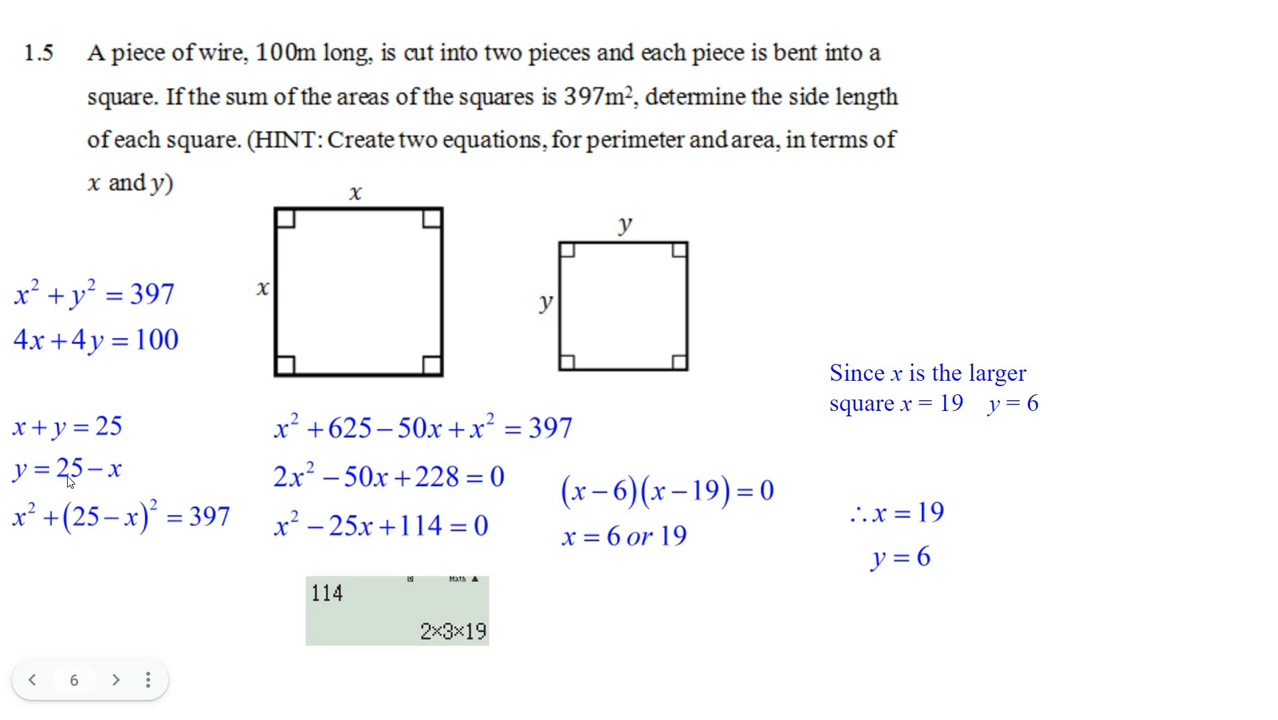 1.5 A piece of wire, 100m long, is cut into two pieces and each piece is bent into a
square. If the sum of the areas of the squares is 397m², determine the side length
of each square. (HINT: Create two equations, for perimeter and area, in terms of
x and y)
x
x
y
y
x² + y² = 397
4x + 4y = 100
Since x is the larger
square x = 19 y = 6
x + y = 25
y = 25 − x
x² + (25 − x)² = 397
x² + 625 − 50x + x² = 397
2x² − 50x + 228 = 0
x² − 25x + 114 = 0
(x − 6)(x − 19) = 0
x = 6 or 19
∴ x = 19
y = 6
Math ▲
114
2×3×19
6